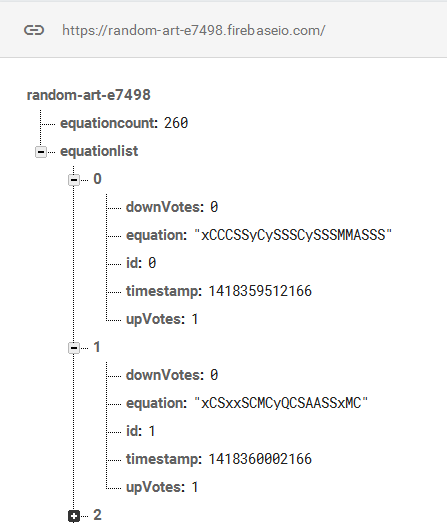 https://random-art-e7498.firebaseio.com/
random-art-e7498
equationcount: 260
equationlist
0
downVotes: 0
equation: "xCCCSSyCySSSCySSSMMASSS"
id: 0
timestamp: 1418359512166
upVotes: 1
1
downVotes: 0
equation: "xCSxxSCMCyQCSAASSxMC"
id: 1
timestamp: 1418360002166
upVotes: 1
2